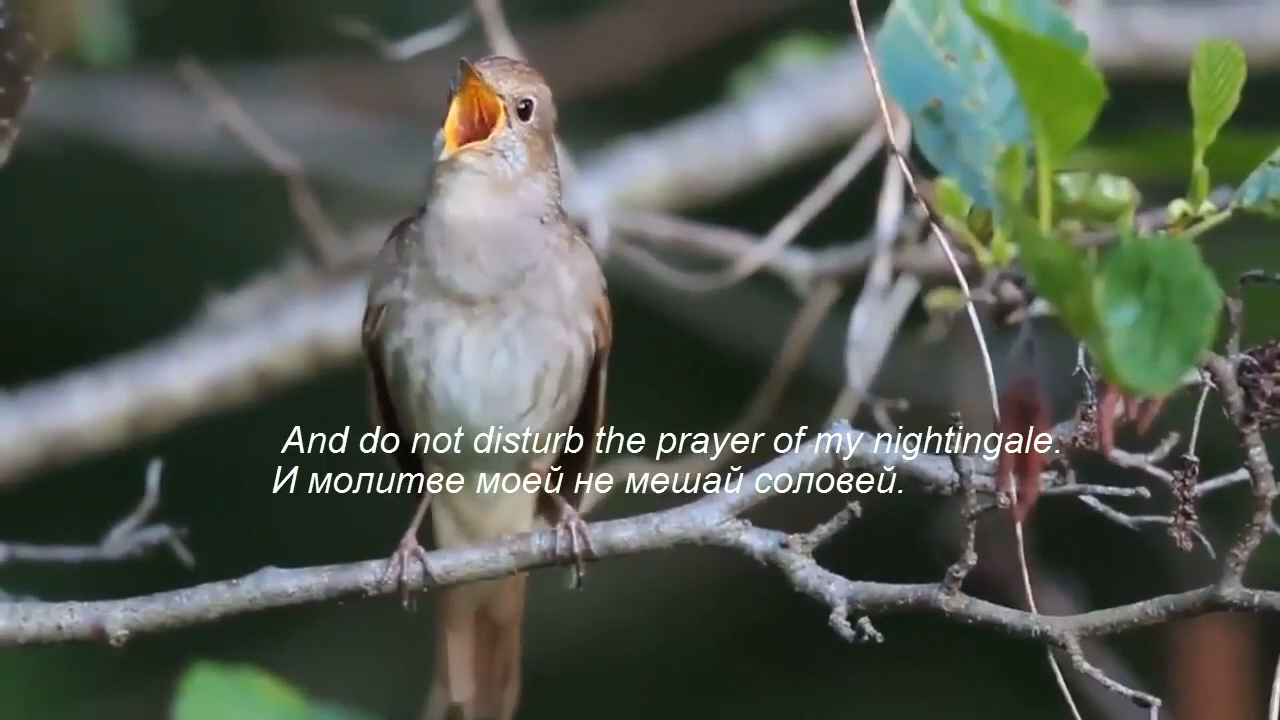 And do not disturb the prayer of my nightingale.
И молитве моей не мешай соловей.